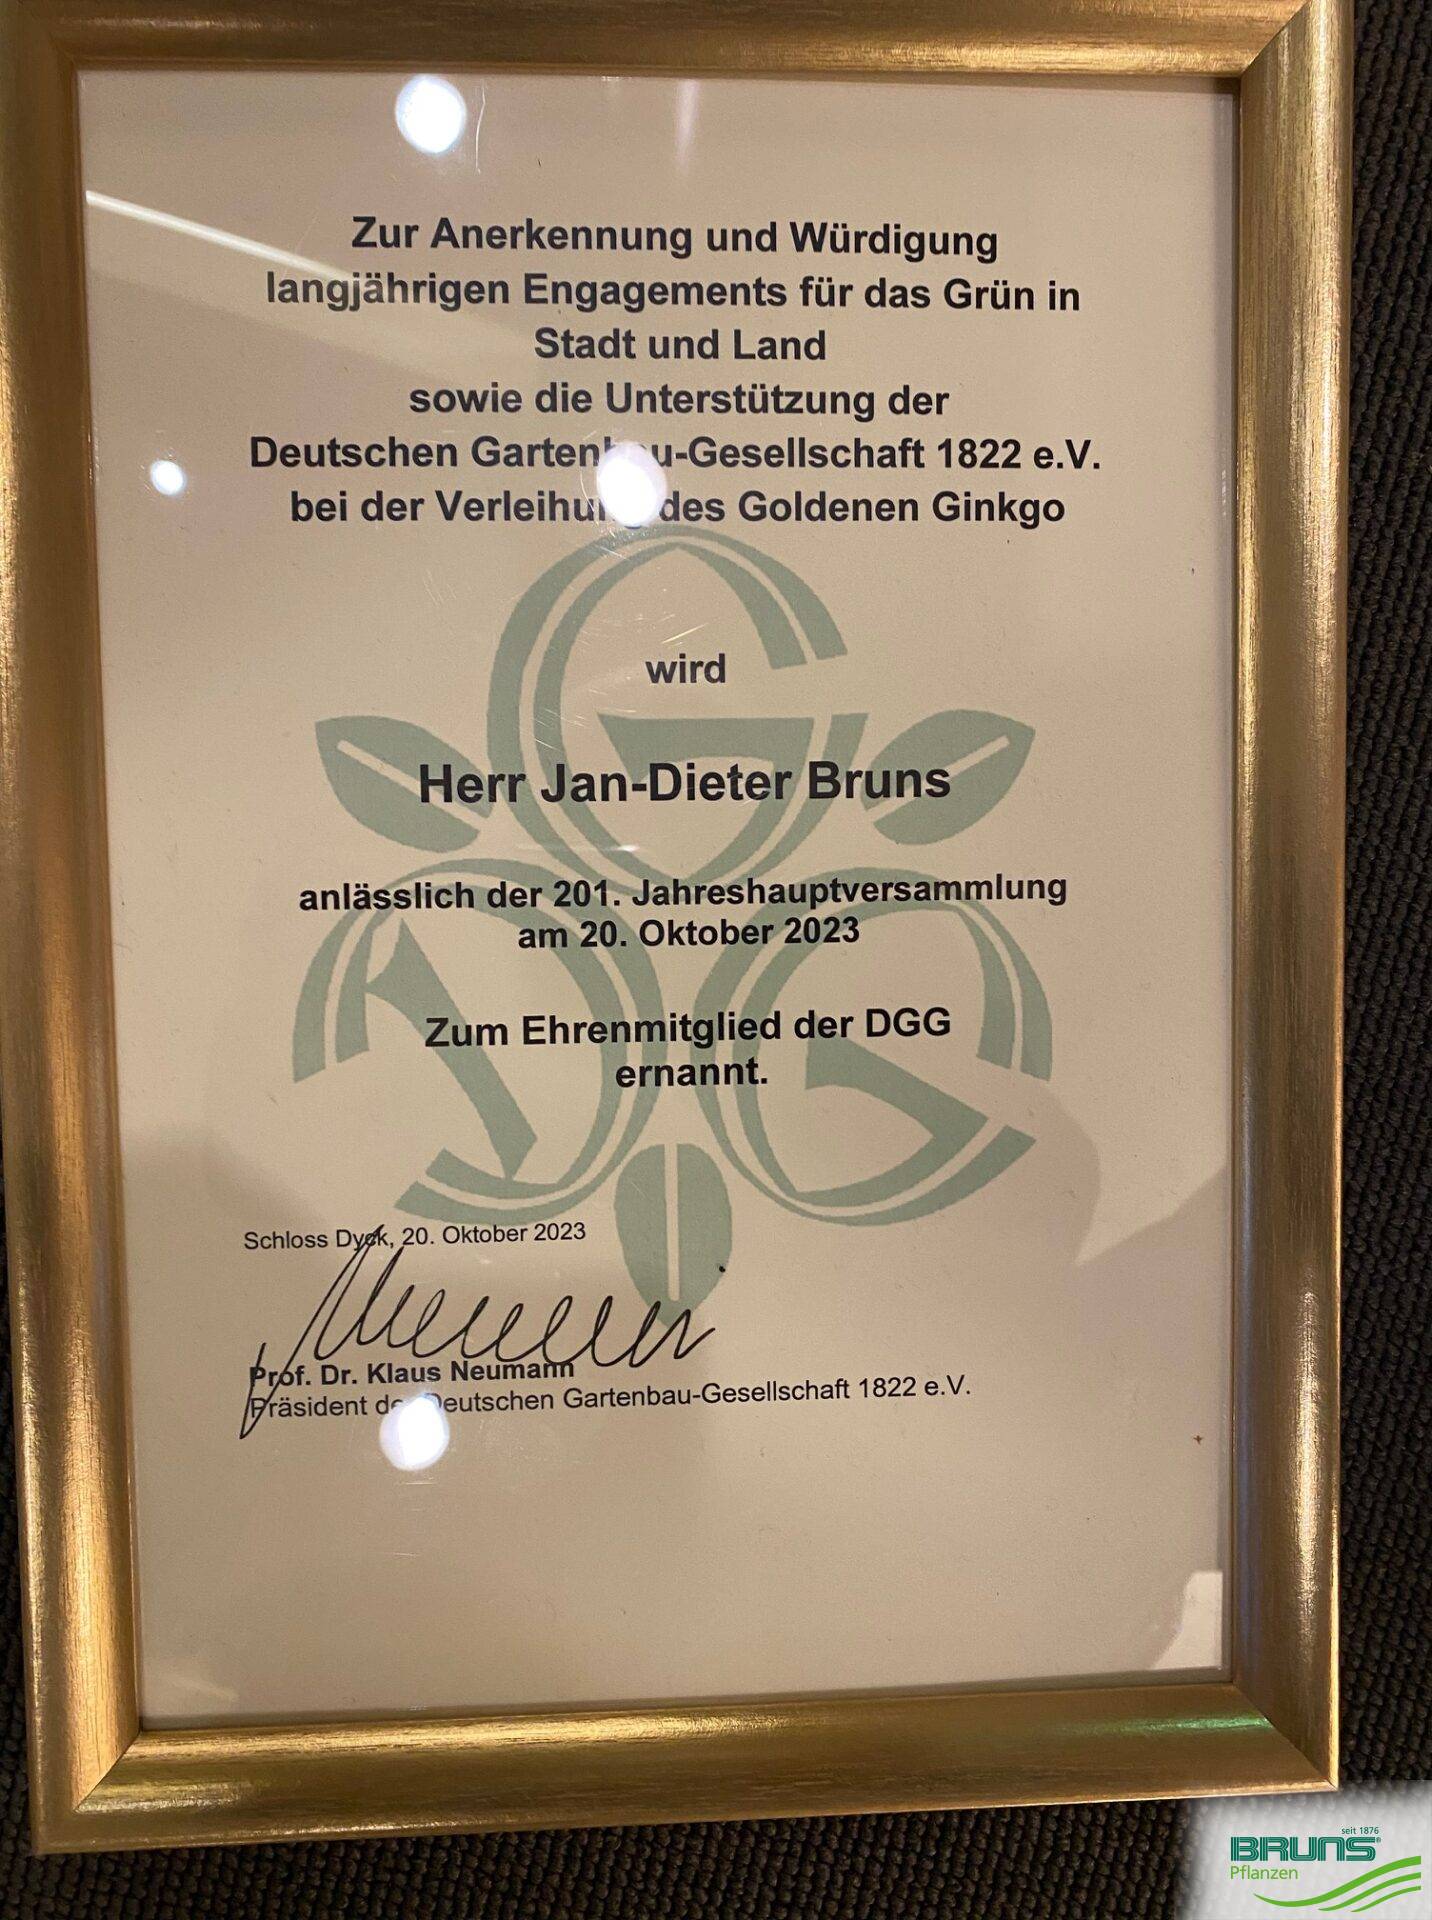 Zur Anerkennung und Würdigung
langjährigen Engagements für das Grün in
Stadt und Land
sowie die Unterstützung der
Deutschen Gartenbau-Gesellschaft 1822 e.V.
bei der Verleihung des Goldenen Ginkgo
wird
Herr Jan-Dieter Bruns
anlässlich der 201. Jahreshauptversammlung
am 20. Oktober 2023
Zum Ehrenmitglied der DGG
ernannt.
Schloss Dyck, 20. Oktober 2023
Prof. Dr. Klaus Neumann
Präsident der Deutschen Gartenbau-Gesellschaft 1822 e.V.
seit 1876
BRUNS®
Pflanzen